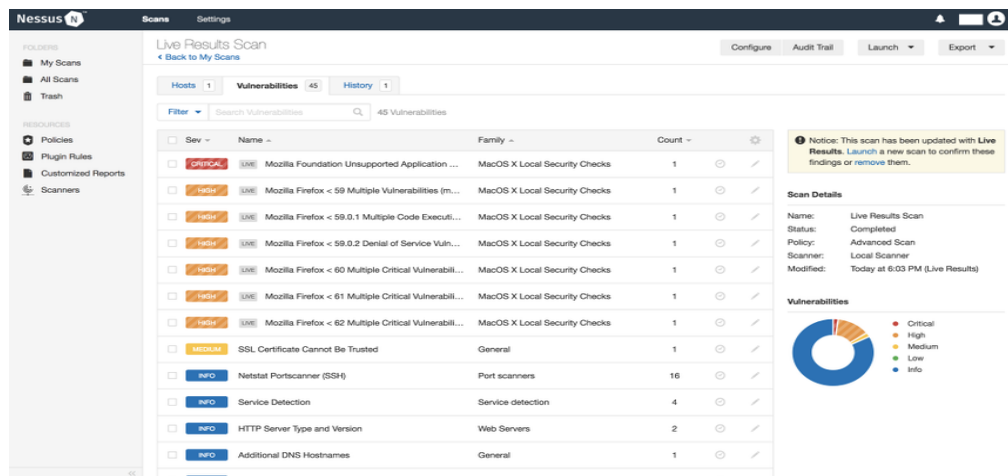 Nessus N
Scans Settings
FOLDERS
My Scans
All Scans
Trash
RESOURCES
Policies
Plugin Rules
Customized Reports
Scanners
Live Results Scan
< Back to My Scans
Configure Audit Trail Launch Export
Hosts 1 Vulnerabilities 45 History 1
Filter Search Vulnerabilities 45 Vulnerabilities
Sev Name Family Count
CRITICAL LIVE Mozilla Foundation Unsupported Application ... MacOS X Local Security Checks 1
HIGH LIVE Mozilla Firefox < 59 Multiple Vulnerabilities (m... MacOS X Local Security Checks 1
HIGH LIVE Mozilla Firefox < 59.0.1 Multiple Code Executi... MacOS X Local Security Checks 1
HIGH LIVE Mozilla Firefox < 59.0.2 Denial of Service Vuln... MacOS X Local Security Checks 1
HIGH LIVE Mozilla Firefox < 60 Multiple Critical Vulnerabili... MacOS X Local Security Checks 1
HIGH LIVE Mozilla Firefox < 61 Multiple Critical Vulnerabili... MacOS X Local Security Checks 1
HIGH LIVE Mozilla Firefox < 62 Multiple Critical Vulnerabili... MacOS X Local Security Checks 1
MEDIUM SSL Certificate Cannot Be Trusted General 1
INFO Netstat Portscanner (SSH) Port scanners 16
INFO Service Detection Service detection 4
INFO HTTP Server Type and Version Web Servers 2
INFO Additional DNS Hostnames General 1
Notice: This scan has been updated with Live
Results. Launch a new scan to confirm these
findings or remove them.
Scan Details
Name: Live Results Scan
Status: Completed
Policy: Advanced Scan
Scanner: Local Scanner
Modified: Today at 6:03 PM (Live Results)
Vulnerabilities
Critical
High
Medium
Low
Info